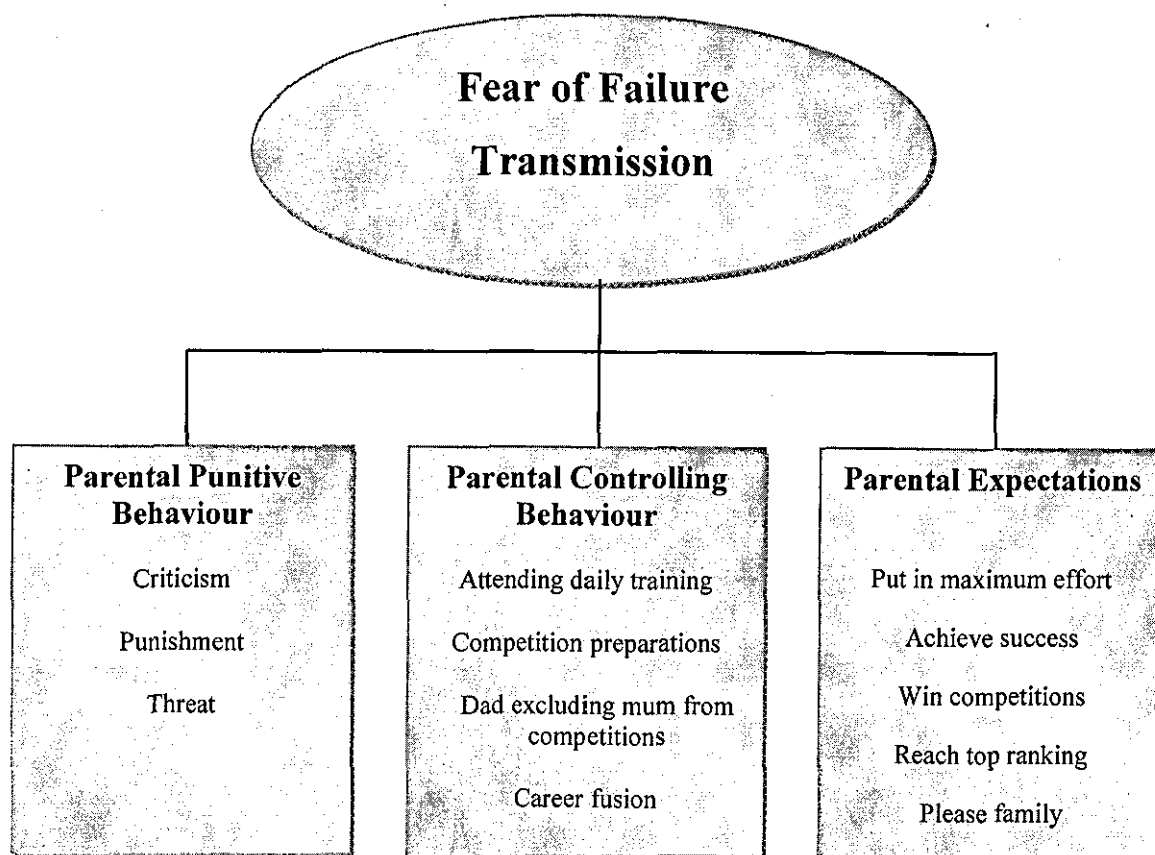 Fear of Failure
Transmission
Parental Punitive
Behaviour
Criticism
Punishment
Threat
Parental Controlling
Behaviour
Attending daily training
Competition preparations
Dad excluding mum from
competitions
Career fusion
Parental Expectations
Put in maximum effort
Achieve success
Win competitions
Reach top ranking
Please family